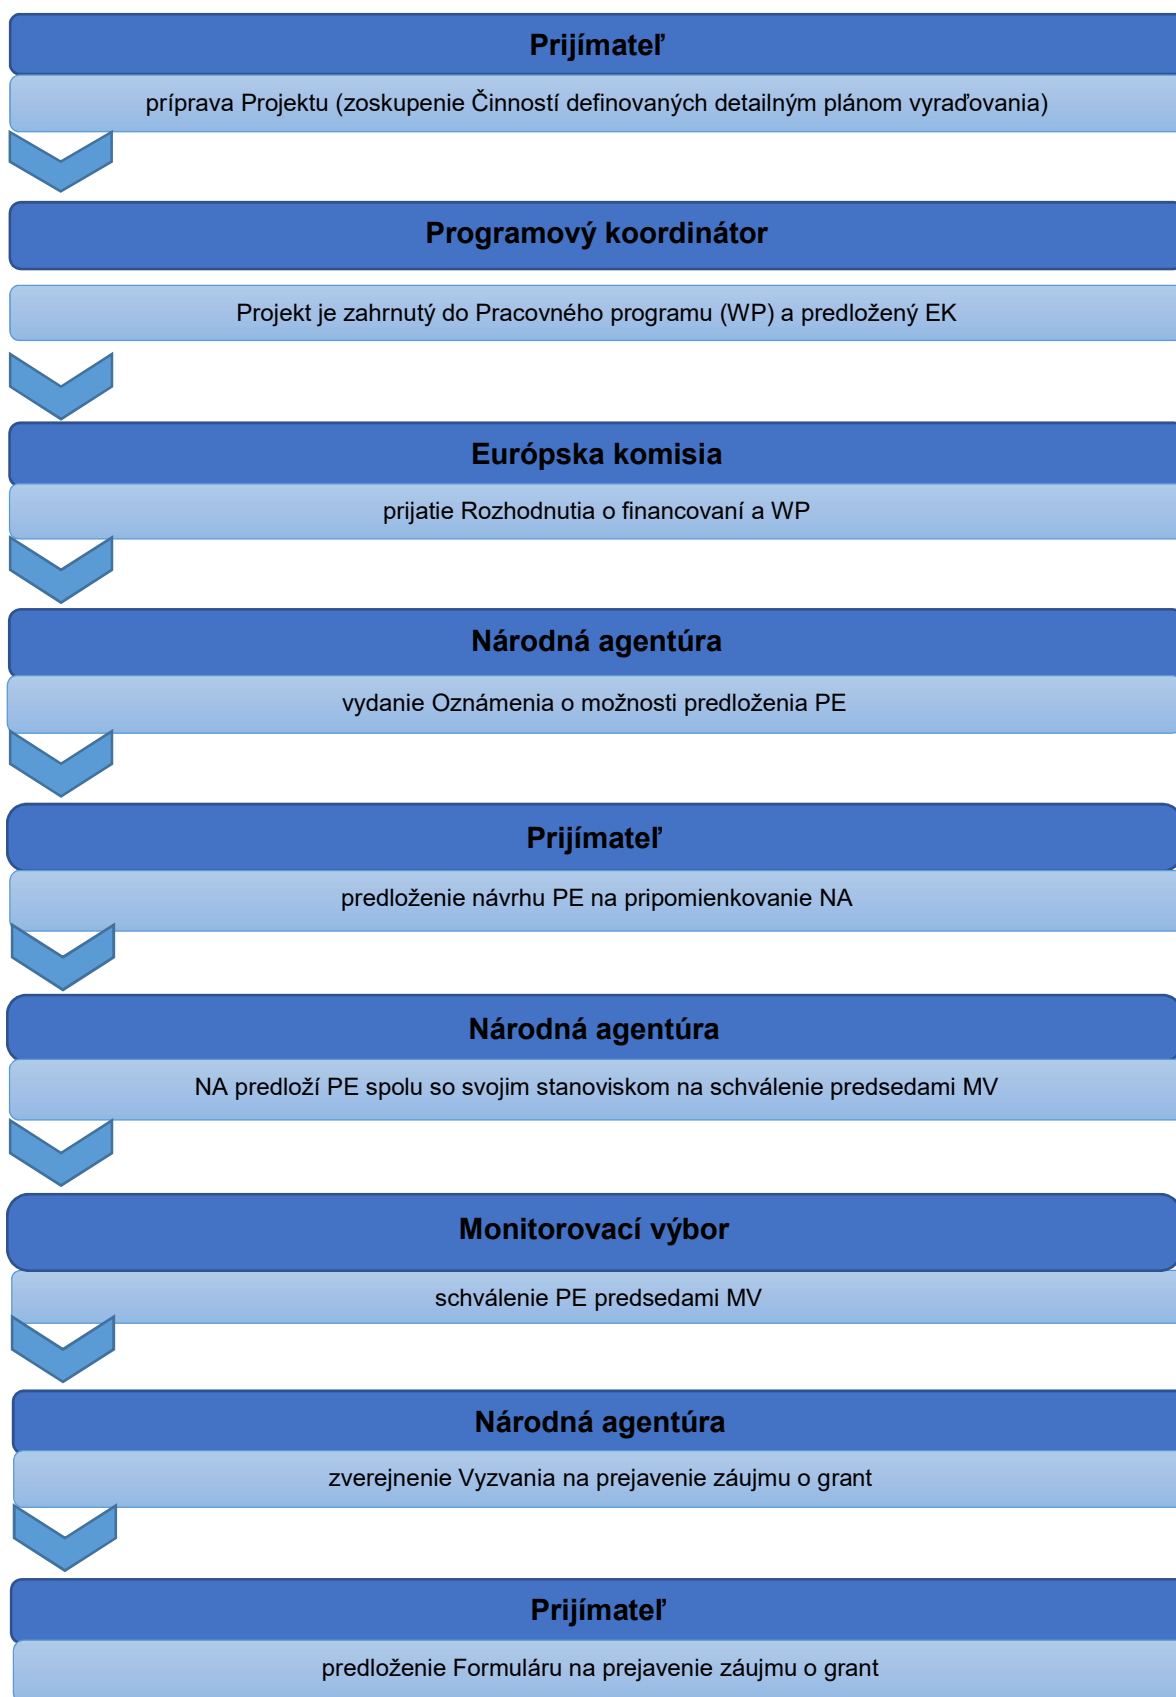 Prijímateľ
príprava Projektu (zoskupenie Činností definovaných detailným plánom vyraďovania)
Programový koordinátor
Projekt je zahrnutý do Pracovného programu (WP) a predložený EK
Európska komisia
prijatie Rozhodnutia o financovaní a WP
Národná agentúra
vydanie Oznámenia o možnosti predloženia PE
Prijímateľ
predloženie návrhu PE na pripomienkovanie NA
Národná agentúra
NA predloží PE spolu so svojim stanoviskom na schválenie predsedami MV
Monitorovací výbor
schválenie PE predsedami MV
Národná agentúra
zverejnenie Vyzvania na prejavenie záujmu o grant
Prijímateľ
predloženie Formuláru na prejavenie záujmu o grant